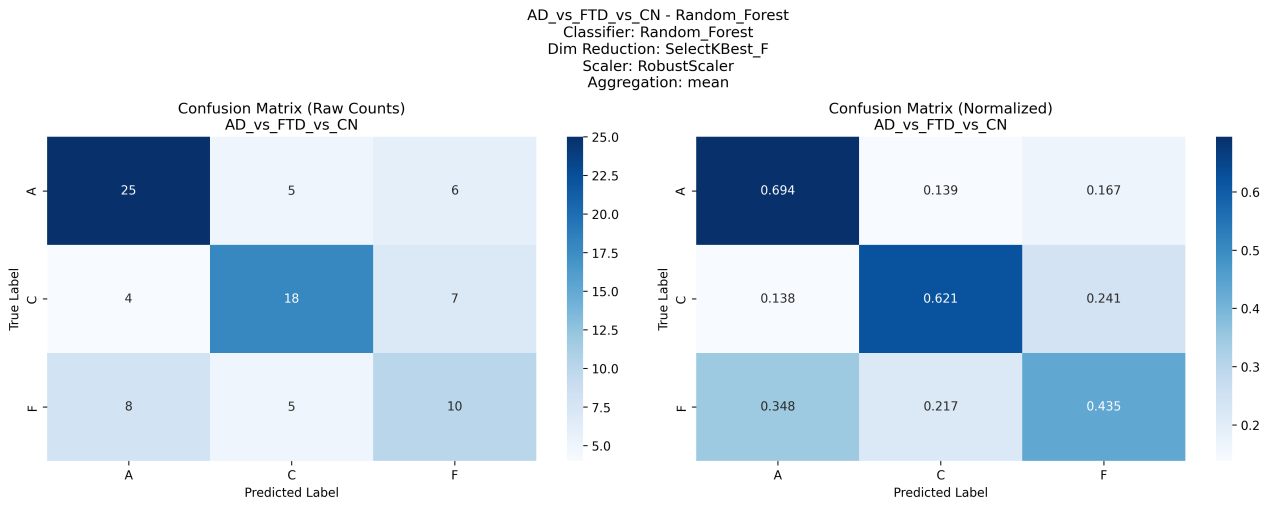 AD_vs_FTD_vs_CN - Random_Forest
Classifier: Random_Forest
Dim Reduction: SelectKBest_F
Scaler: RobustScaler
Aggregation: mean
Confusion Matrix (Raw Counts)
AD_vs_FTD_vs_CN
True Label
A
25
5
6
C
4
18
7
F
8
5
10
A
C
F
Predicted Label
25.0
22.5
20.0
17.5
15.0
12.5
10.0
7.5
5.0
Confusion Matrix (Normalized)
AD_vs_FTD_vs_CN
True Label
A
0.694
0.139
0.167
C
0.138
0.621
0.241
F
0.348
0.217
0.435
A
C
F
Predicted Label
0.6
0.5
0.4
0.3
0.2